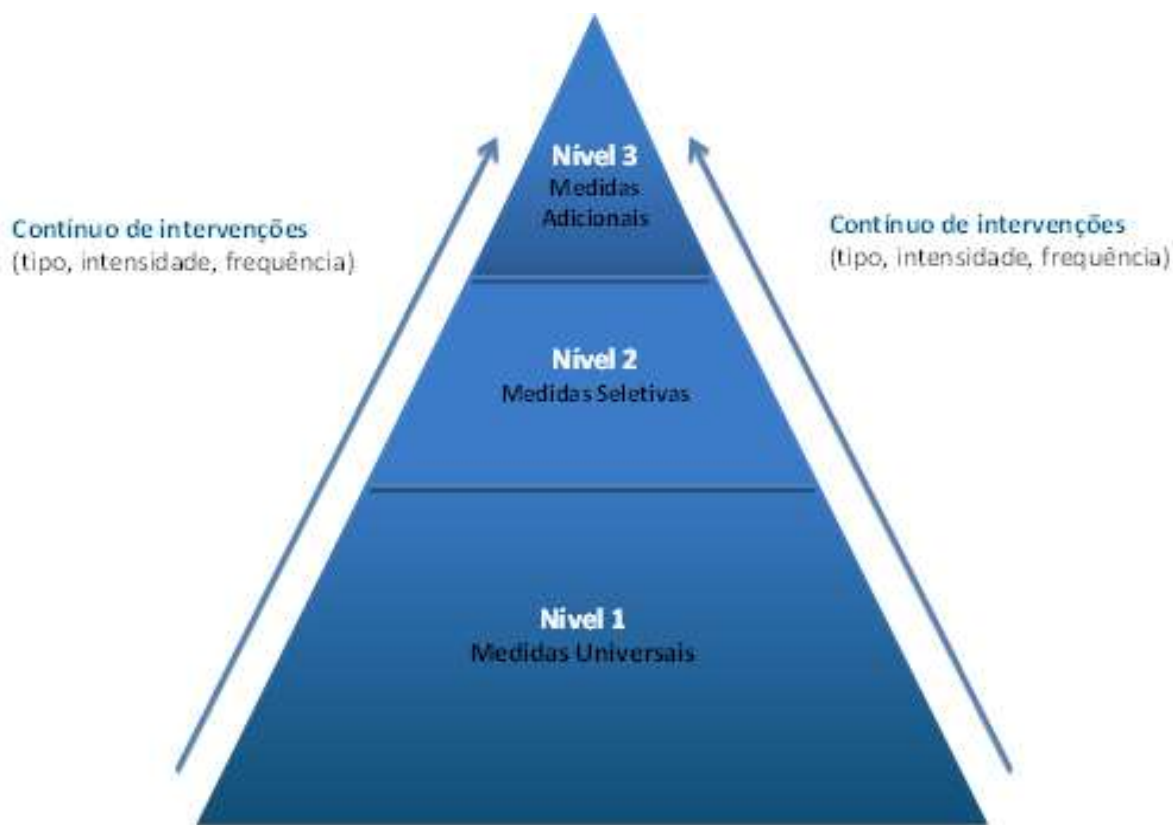 Nível 3
Medidas
Adicionais
Contínuo de intervenções
(tipo, intensidade, frequência)
Contínuo de intervenções
(tipo, intensidade, frequência)
Nível 2
Medidas Seletivas
Nível 1
Medidas Universais